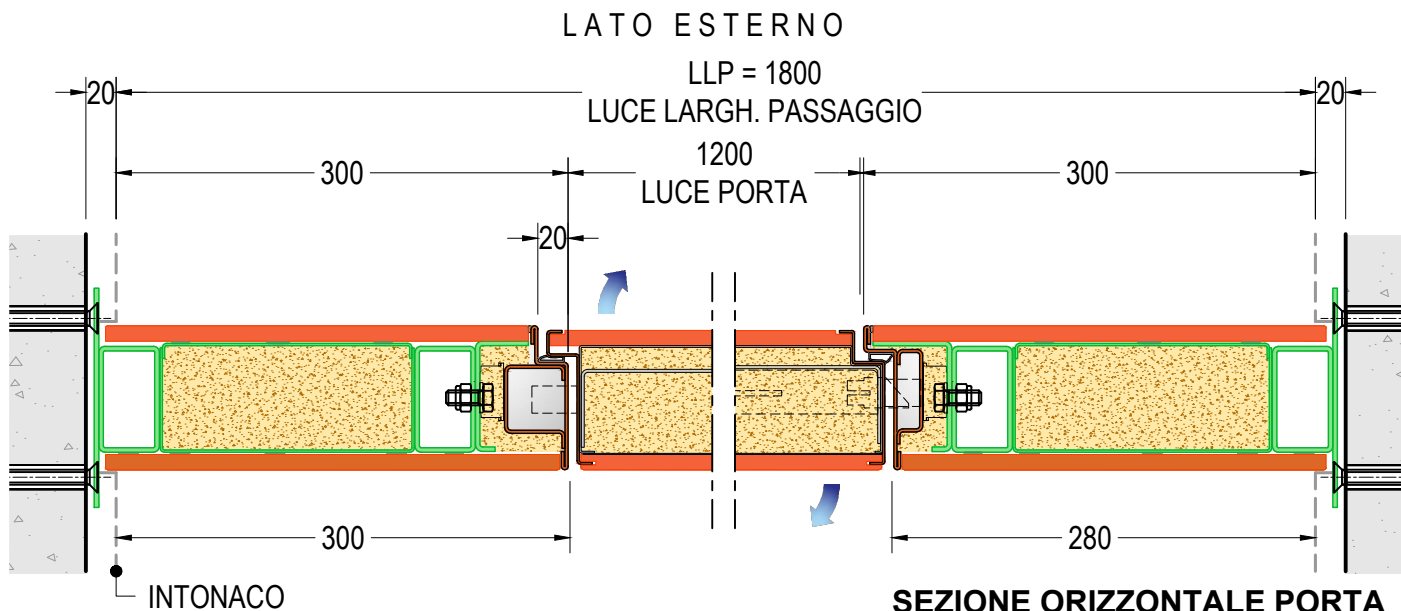 LATO ESTERNO
LLP = 1800
20
20
LUCE LARGH. PASSAGGIO
1200
300
300
LUCE PORTA
20
300
280
INTONACO
SEZIONE ORIZZONTALE PORTA